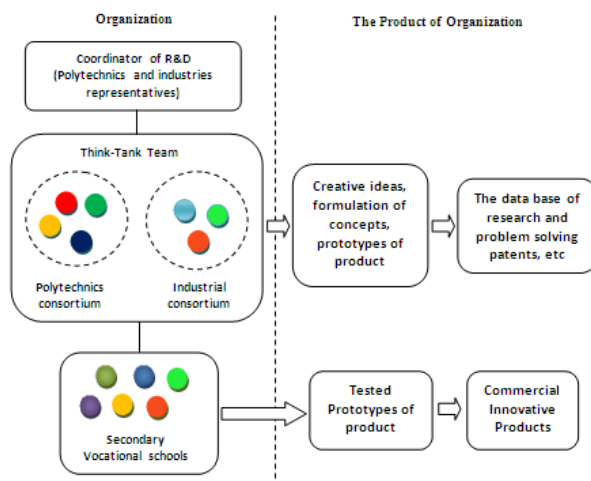 Organization
The Product of Organization
Coordinator of R&D
(Polytechnics and industries
representatives)
Think-Tank Team
Polytechnics
consortium
Industrial
consortium
Creative ideas,
formulation of
concepts,
prototypes of
product
The data base of
research and
problem solving
patents, etc
Secondary
Vocational schools
Tested
Prototypes of
product
Commercial
Innovative
Products